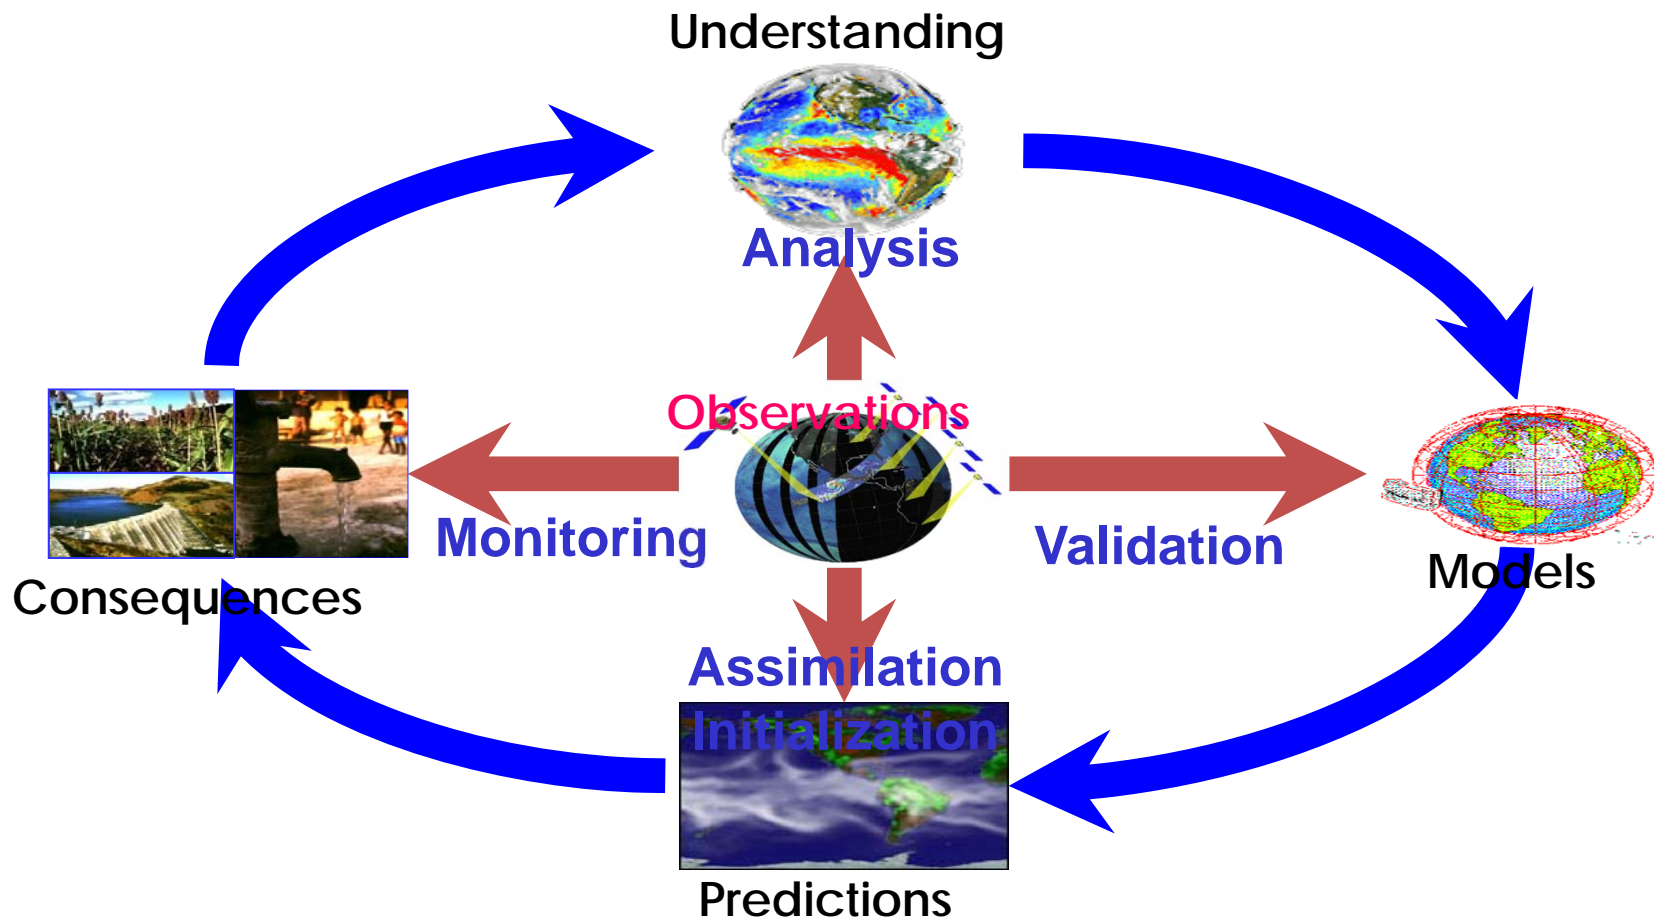 Understanding
Analysis
Observations
Monitoring
Validation
Consequences
Models
Assimilation
Initialization
Predictions